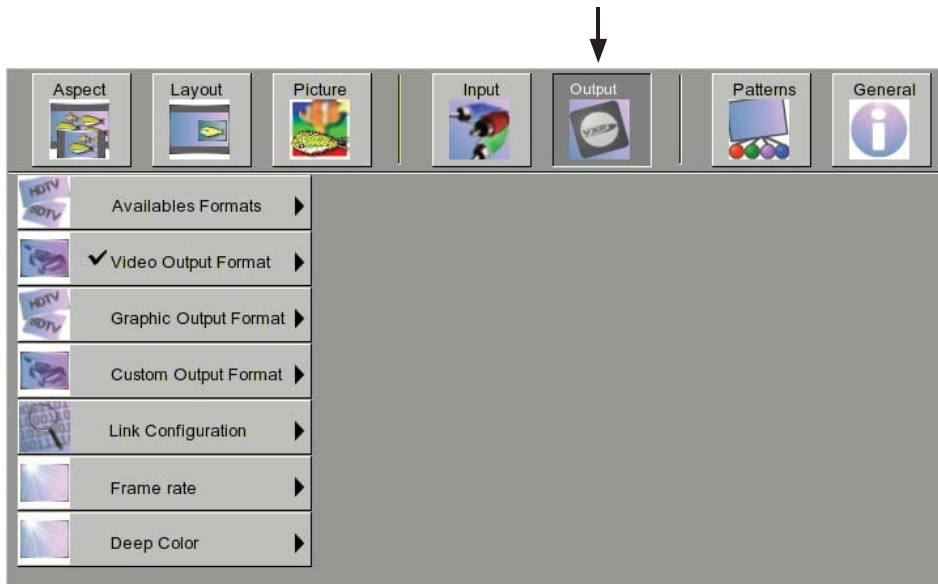 Aspect
Layout
Picture
Input
Output
Patterns
General
VXP
HDTV
SDTV
Availables Formats
Video Output Format
HDTV
SDTV
Graphic Output Format
Custom Output Format
Link Configuration
Frame rate
Deep Color